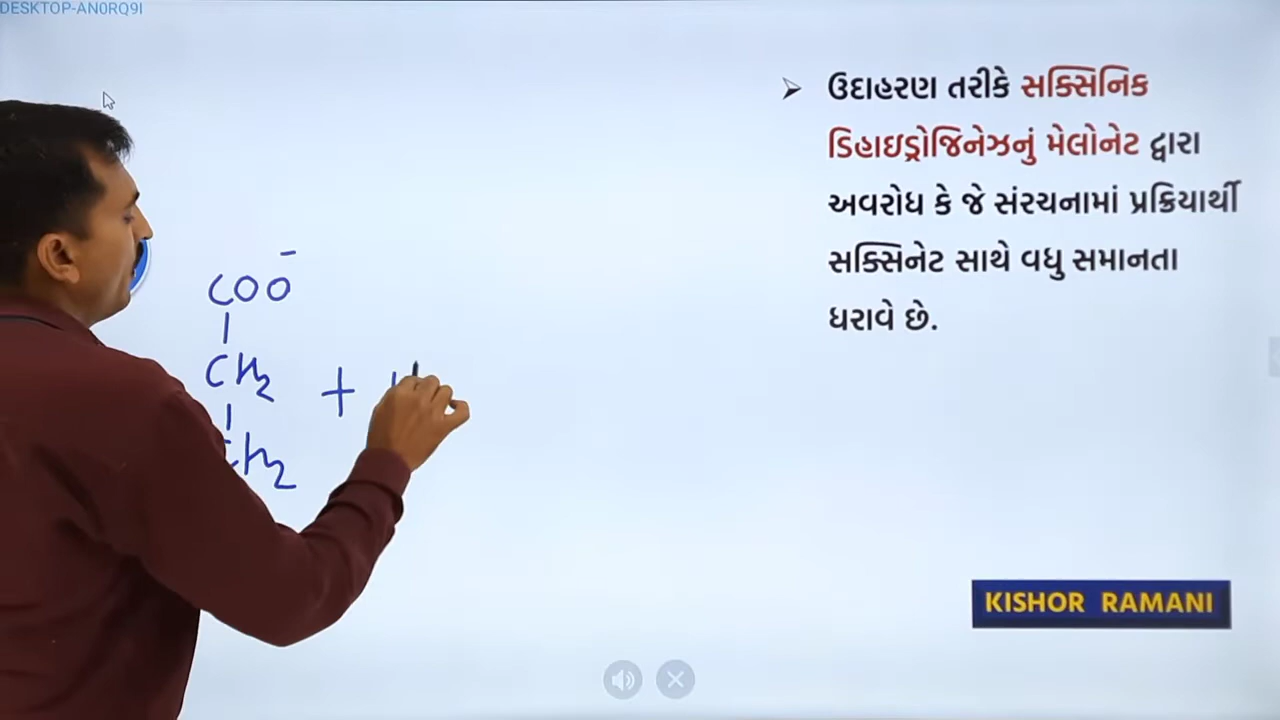 DESKTOP-AN0RQ9I
ઉદાહરણ તરીકે સક્સિનિક
ડિહાઇડ્રોજિનેઝનું મેલોનેટ દ્વારા
અવરોધ કે જે સંરચનામાં પ્રક્રિયાર્થી
સક્સિનેટ સાથે વધુ સમાનતા
ધરાવે છે.
COO⁻
|
CH₂ +
|
CH₂
KISHOR RAMANI